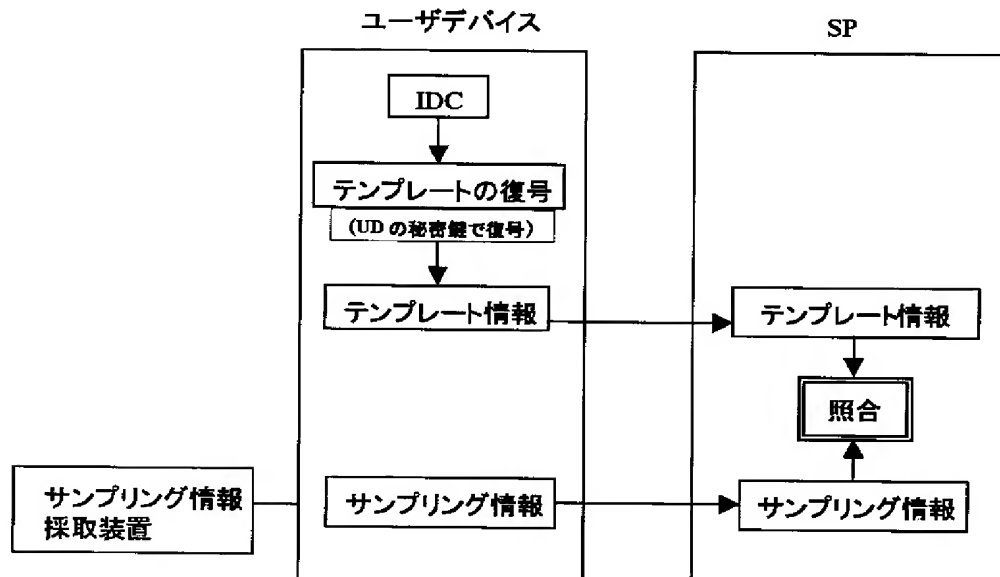 ユーザデバイス
SP
IDC
テンプレートの復号
(UD の秘密鍵で復号)
テンプレート情報
テンプレート情報
照合
サンプリング情報
採取装置
サンプリング情報
サンプリング情報